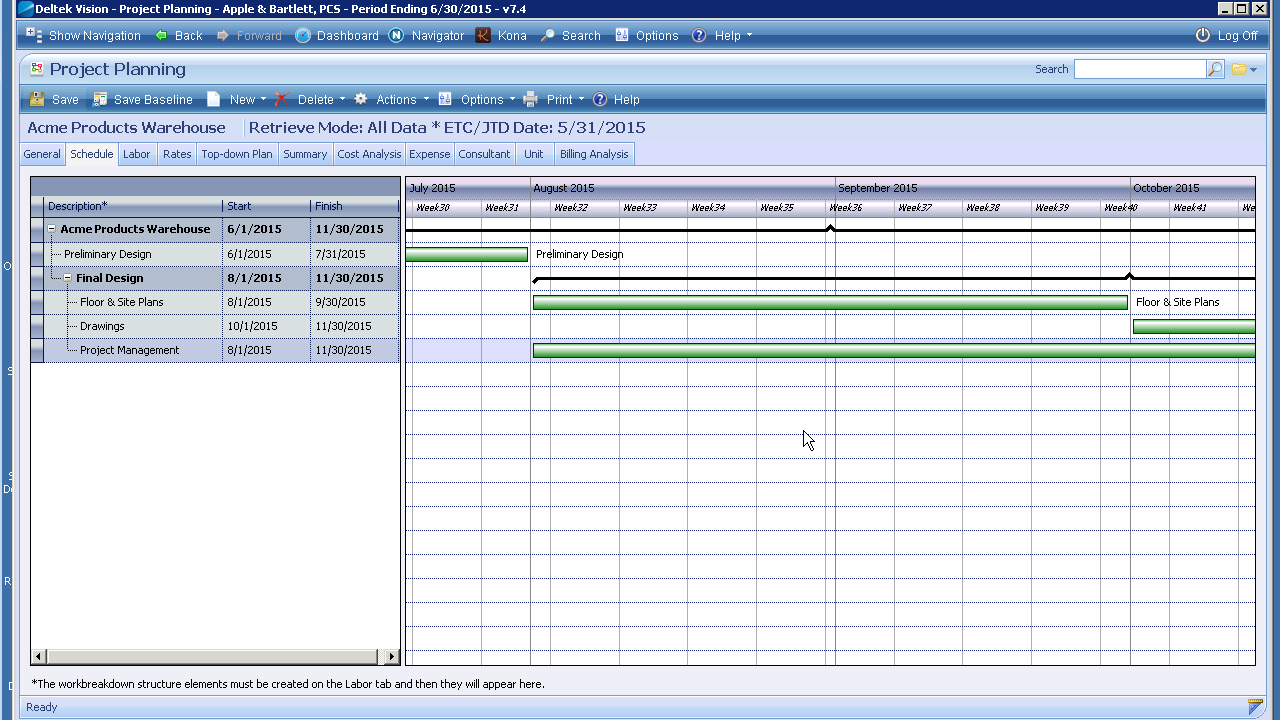 Deltek Vision - Project Planning - Apple & Bartlett, PCS - Period Ending 6/30/2015 - v7.4
Show Navigation Back Forward Dashboard Navigator Kona Search Options Help Log Off
Project Planning Search
Save Save Baseline New Delete Actions Options Print Help
Acme Products Warehouse Retrieve Mode: All Data * ETC/JTD Date: 5/31/2015
General Schedule Labor Rates Top-down Plan Summary Cost Analysis Expense Consultant Unit Billing Analysis
July 2015 August 2015 September 2015 October 2015
Description* Start Finish Week30 Week31 Week32 Week33 Week34 Week35 Week36 Week37 Week38 Week39 Week40 Week41 We
Acme Products Warehouse 6/1/2015 11/30/2015
Preliminary Design 6/1/2015 7/31/2015 Preliminary Design
Final Design 8/1/2015 11/30/2015
Floor & Site Plans 8/1/2015 9/30/2015 Floor & Site Plans
Drawings 10/1/2015 11/30/2015
Project Management 8/1/2015 11/30/2015
*The workbreakdown structure elements must be created on the Labor tab and then they will appear here.
Ready